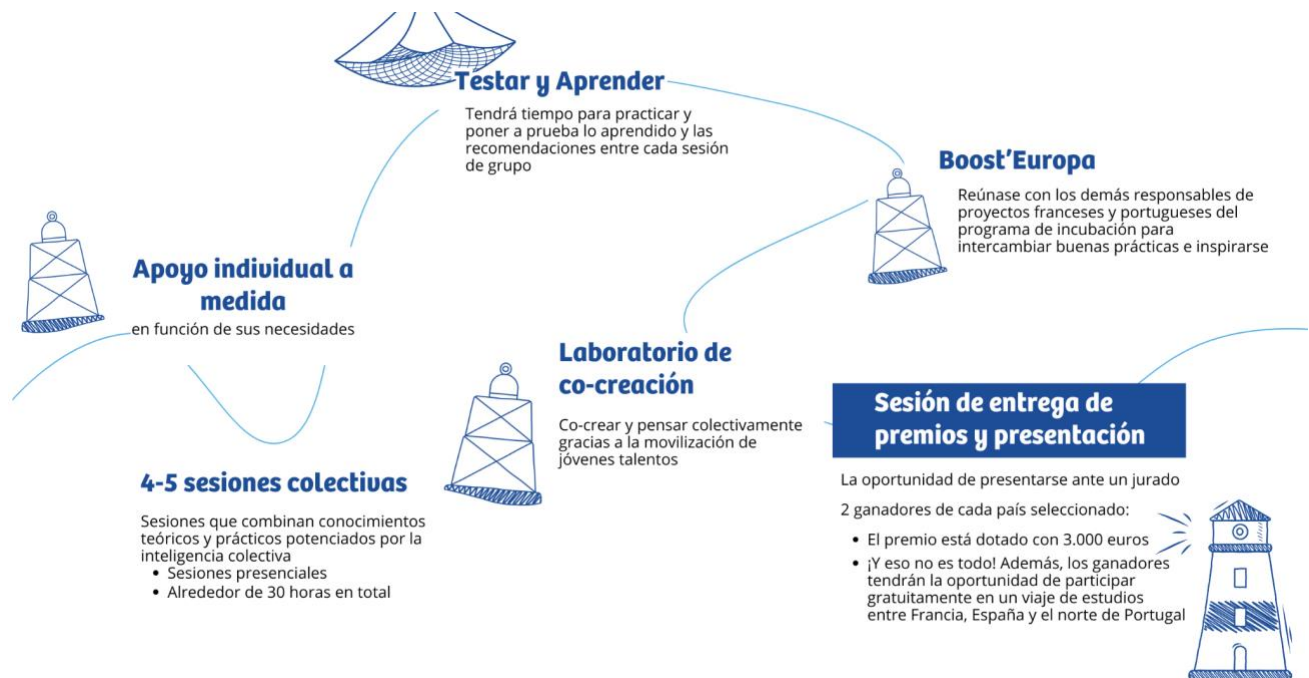 Testar y Aprender
Tendrá tiempo para practicar y
poner a prueba lo aprendido y las
recomendaciones entre cada sesión
de grupo
Boost'Europa
Reúnase con los demás responsables de
proyectos franceses y portugueses del
programa de incubación para
intercambiar buenas prácticas e inspirarse
Apoyo individual a
medida
en función de sus necesidades
Laboratorio de
co-creación
Co-crear y pensar colectivamente
gracias a la movilización de
jóvenes talentos
4-5 sesiones colectivas
Sesiones que combinan conocimientos
teóricos y prácticos potenciados por la
inteligencia colectiva
• Sesiones presenciales
• Alrededor de 30 horas en total
Sesión de entrega de
premios y presentación
La oportunidad de presentarse ante un jurado
2 ganadores de cada país seleccionado:
• El premio está dotado con 3.000 euros
• ¡Y eso no es todo! Además, los ganadores
tendrán la oportunidad de participar
gratuitamente en un viaje de estudios
entre Francia, España y el norte de Portugal